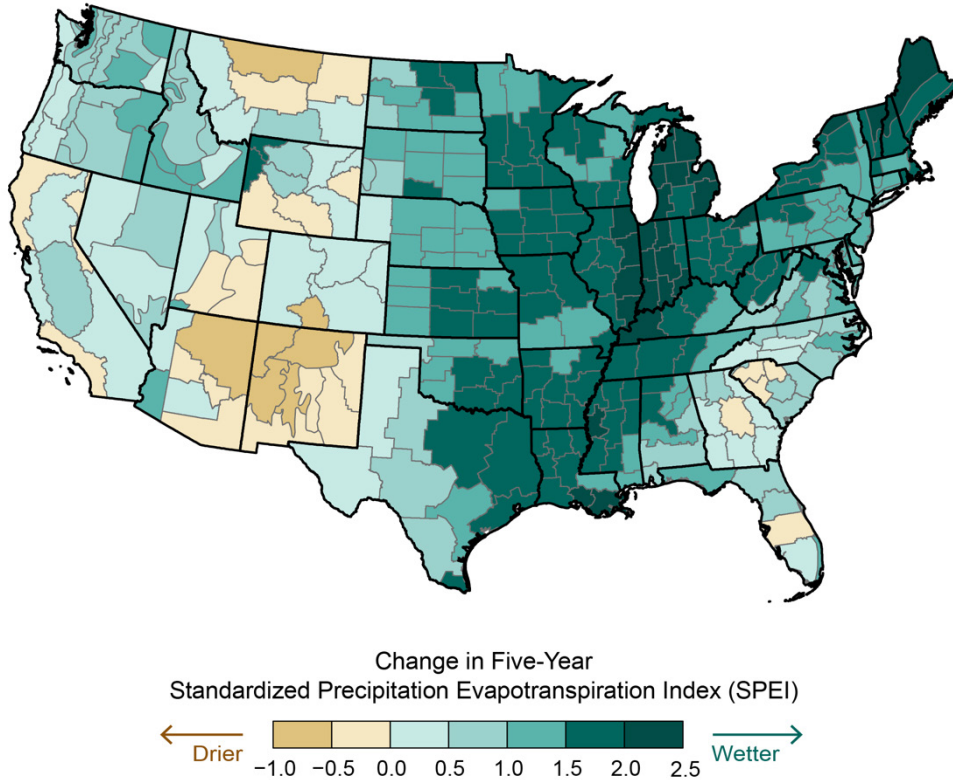 Change in Five-Year
Standardized Precipitation Evapotranspiration Index (SPEI)
Drier
Wetter
−1.0 −0.5 0.0 0.5 1.0 1.5 2.0 2.5